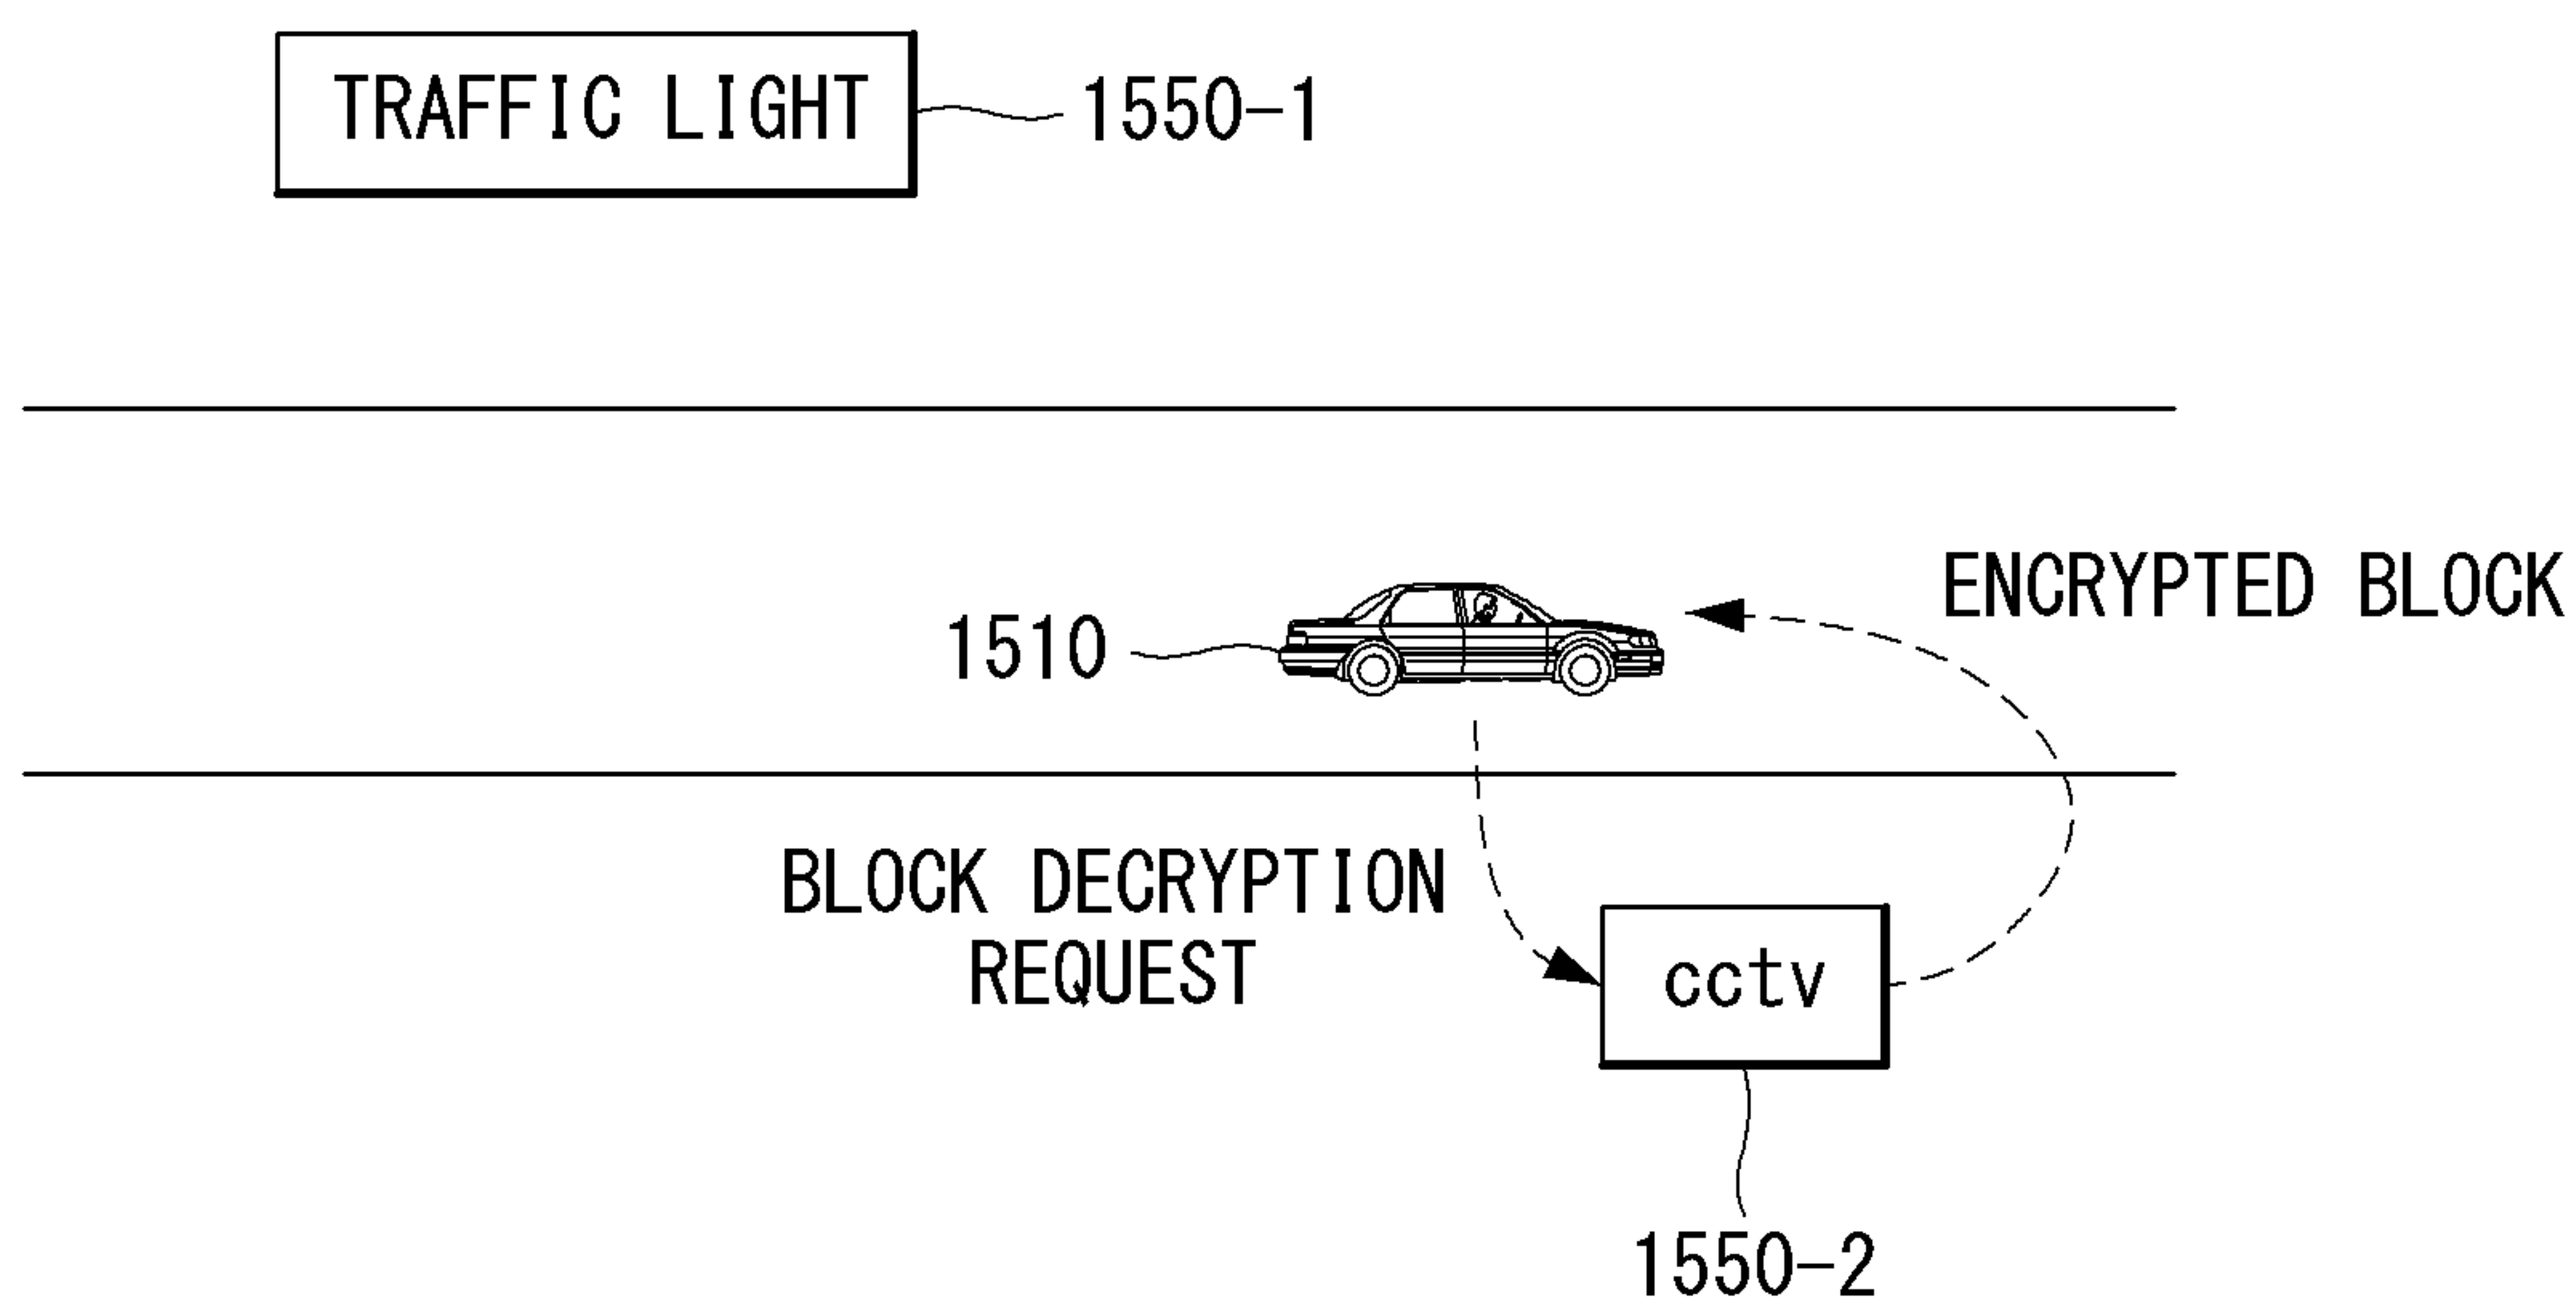 TRAFFIC LIGHT
1550-1
ENCRYPTED BLOCK
1510
BLOCK DECRYPTION
REQUEST
cctv
1550-2